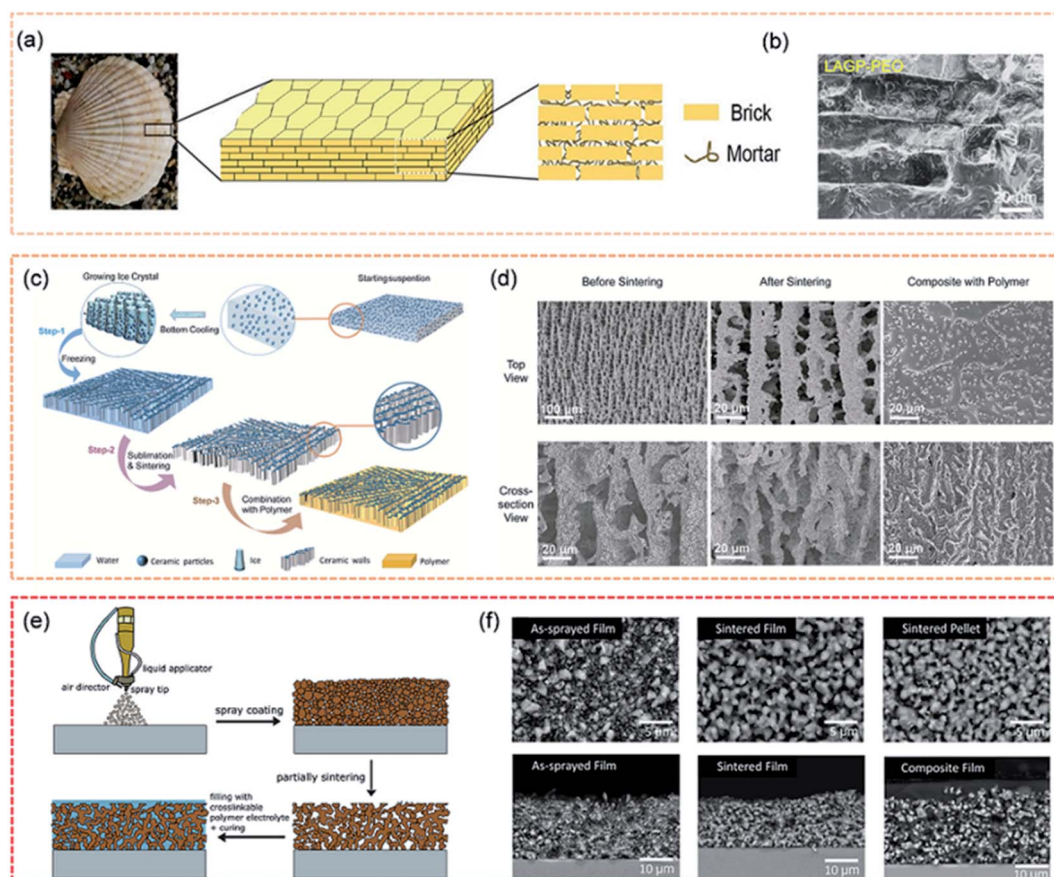 (a)
Brick
Mortar
(b)
LAGP-PEO
20 μm
(c)
Growing Ice Crystal
Starting suspention
Bottom Cooling
Step-1
Freezing
Step-2
Sublimation
& Sintering
Step-3
Combination
with Polymer
Water
Ceramic particles
Ice
Ceramic walls
Polymer
(d)
Before Sintering
After Sintering
Composite with Polymer
Top
View
100 μm
20 μm
20 μm
Cross-
section
View
20 μm
20 μm
20 μm
(e)
liquid applicator
air director
spray tip
spray coating
partially sintering
filling with
crosslinkable
polymer electrolyte
+ curing
(f)
As-sprayed Film
Sintered Film
Sintered Pellet
5 μm
5 μm
5 μm
As-sprayed Film
Sintered Film
Composite Film
10 μm
10 μm
10 μm